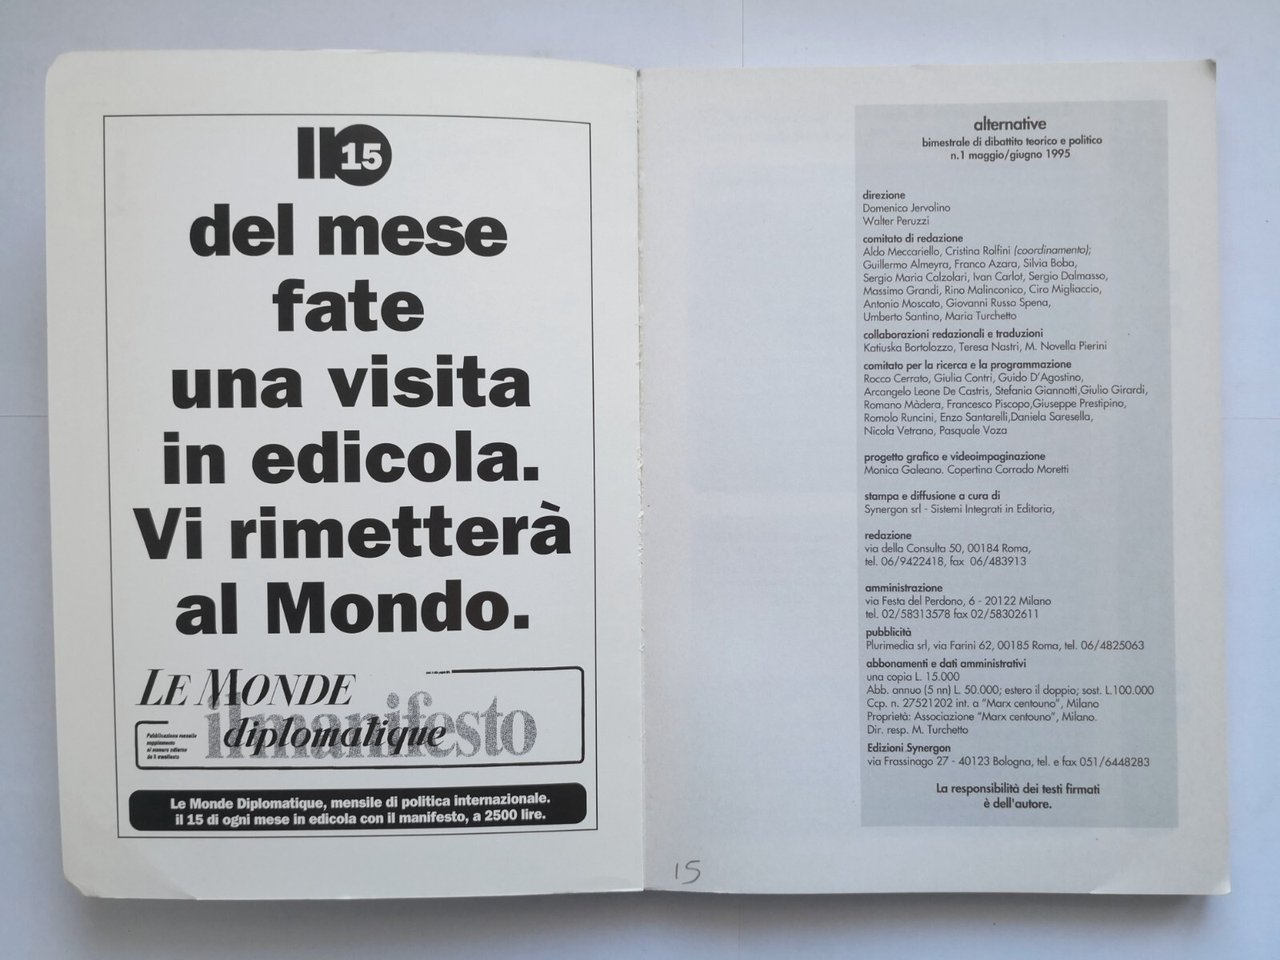 Il 15
del mese
fate
una visita
in edicola.
Vi rimetterà
al Mondo.
LE MONDE
diplomatique
il manifesto
Pubblicazione mensile
supplemento
al numero odierno
de il manifesto
Le Monde Diplomatique, mensile di politica internazionale.
il 15 di ogni mese in edicola con il manifesto, a 2500 lire.
alternative
bimestrale di dibattito teorico e politico
n.1 maggio/giugno 1995
direzione
Domenico Jervolino
Walter Peruzzi
comitato di redazione
Aldo Meccariello, Cristina Rolfini (coordinamento);
Guillermo Almeyra, Franco Azara, Silvia Boba,
Sergio Maria Calzolari, Ivan Carlot, Sergio Dalmasso,
Massimo Grandi, Rino Malinconico, Ciro Migliaccio,
Antonio Moscato, Giovanni Russo Spena,
Umberto Santino, Maria Turchetto
collaborazioni redazionali e traduzioni
Katiuska Bortolozzo, Teresa Nastri, M. Novella Pierini
comitato per la ricerca e la programmazione
Rocco Cerrato, Giulia Contri, Guido D'Agostino,
Arcangelo Leone De Castris, Stefania Giannotti,Giulio Girardi,
Romano Màdera, Francesco Piscopo,Giuseppe Prestipino,
Romolo Runcini, Enzo Santarelli,Daniela Saresella,
Nicola Vetrano, Pasquale Voza
progetto grafico e videoimpaginazione
Monica Galeano. Copertina Corrado Moretti
stampa e diffusione a cura di
Synergon srl - Sistemi Integrati in Editoria,
redazione
via della Consulta 50, 00184 Roma,
tel. 06/9422418, fax 06/483913
amministrazione
via Festa del Perdono, 6 - 20122 Milano
tel. 02/58313578 fax 02/58302611
pubblicità
Plurimedia srl, via Farini 62, 00185 Roma, tel. 06/4825063
abbonamenti e dati amministrativi
una copia L. 15.000
Abb. annuo (5 nn) L. 50.000; estero il doppio; sost. L.100.000
Ccp. n. 27521202 int. a "Marx centouno", Milano
Proprietà: Associazione "Marx centouno", Milano.
Dir. resp. M. Turchetto
Edizioni Synergon
via Frassinago 27 - 40123 Bologna, tel. e fax 051/6448283
La responsibilità dei testi firmati
è dell'autore.
15